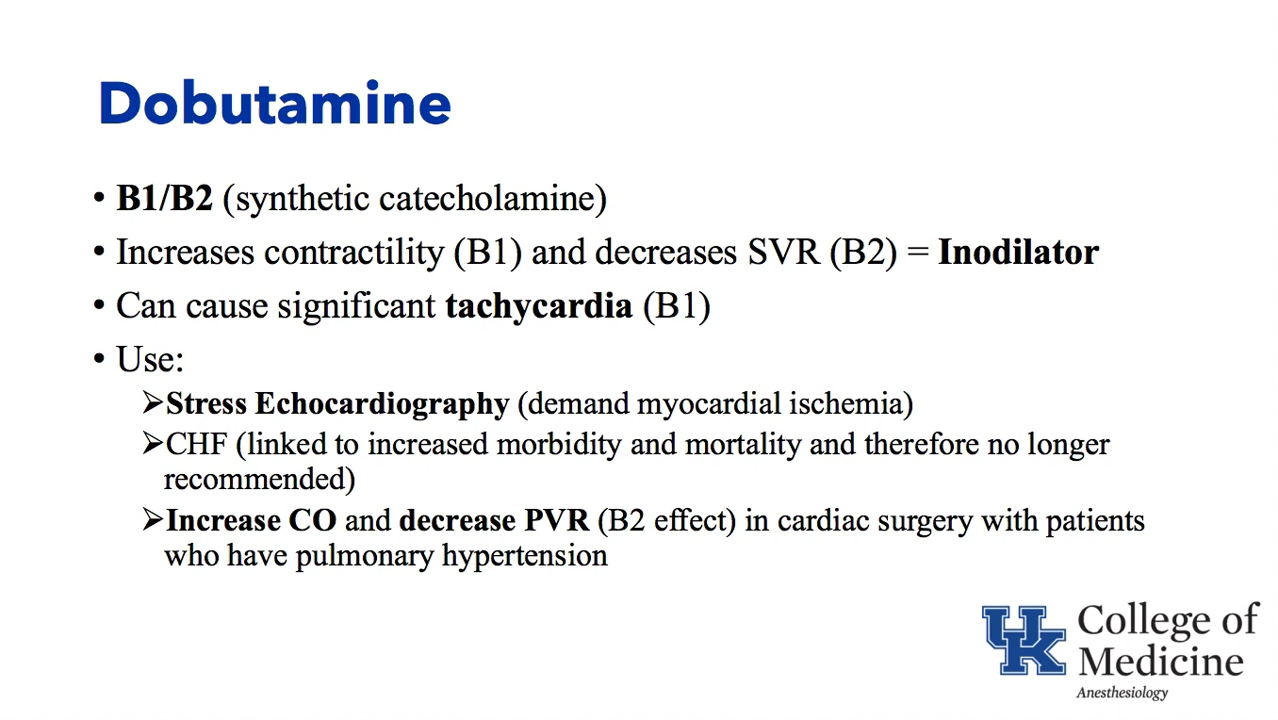 Dobutamine
• B1/B2 (synthetic catecholamine)
• Increases contractility (B1) and decreases SVR (B2) = Inodilator
• Can cause significant tachycardia (B1)
• Use:
➢Stress Echocardiography (demand myocardial ischemia)
➢CHF (linked to increased morbidity and mortality and therefore no longer
recommended)
➢Increase CO and decrease PVR (B2 effect) in cardiac surgery with patients
who have pulmonary hypertension
UK
College of
Medicine
Anesthesiology